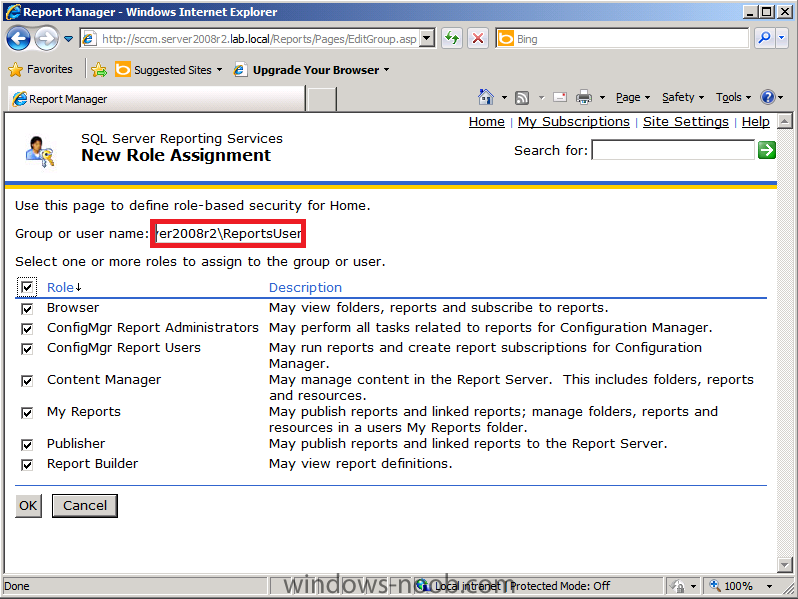 Report Manager - Windows Internet Explorer
http://sccm.server2008r2.lab.local/Reports/Pages/EditGroup.asp
Bing
Favorites
Suggested Sites
Upgrade Your Browser
Report Manager
Page
Safety
Tools
Home | My Subscriptions | Site Settings | Help
SQL Server Reporting Services
New Role Assignment
Search for:
Use this page to define role-based security for Home.
Group or user name: ver2008r2\ReportsUser
Select one or more roles to assign to the group or user.
Role↓ Description
Browser May view folders, reports and subscribe to reports.
ConfigMgr Report Administrators May perform all tasks related to reports for Configuration Manager.
ConfigMgr Report Users May run reports and create report subscriptions for Configuration
Manager.
Content Manager May manage content in the Report Server. This includes folders, reports
and resources.
My Reports May publish reports and linked reports; manage folders, reports and
resources in a users My Reports folder.
Publisher May publish reports and linked reports to the Report Server.
Report Builder May view report definitions.
OK Cancel
windows-noob.com
Done Local intranet | Protected Mode: Off 100%